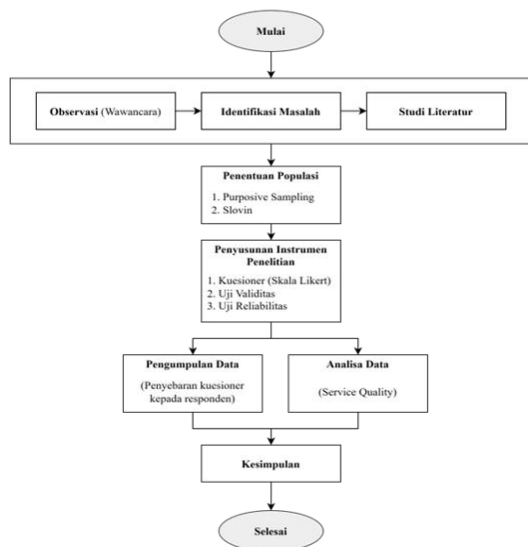 Mulai
Observasi (Wawancara)
Identifikasi Masalah
Studi Literatur
Penentuan Populasi
1. Purposive Sampling
2. Slovin
Penyusunan Instrumen
Penelitian
1. Kuesioner (Skala Likert)
2. Uji Validitas
3. Uji Reliabilitas
Pengumpulan Data
(Penyebaran kuesioner
kepada responden)
Analisa Data
(Service Quality)
Kesimpulan
Selesai